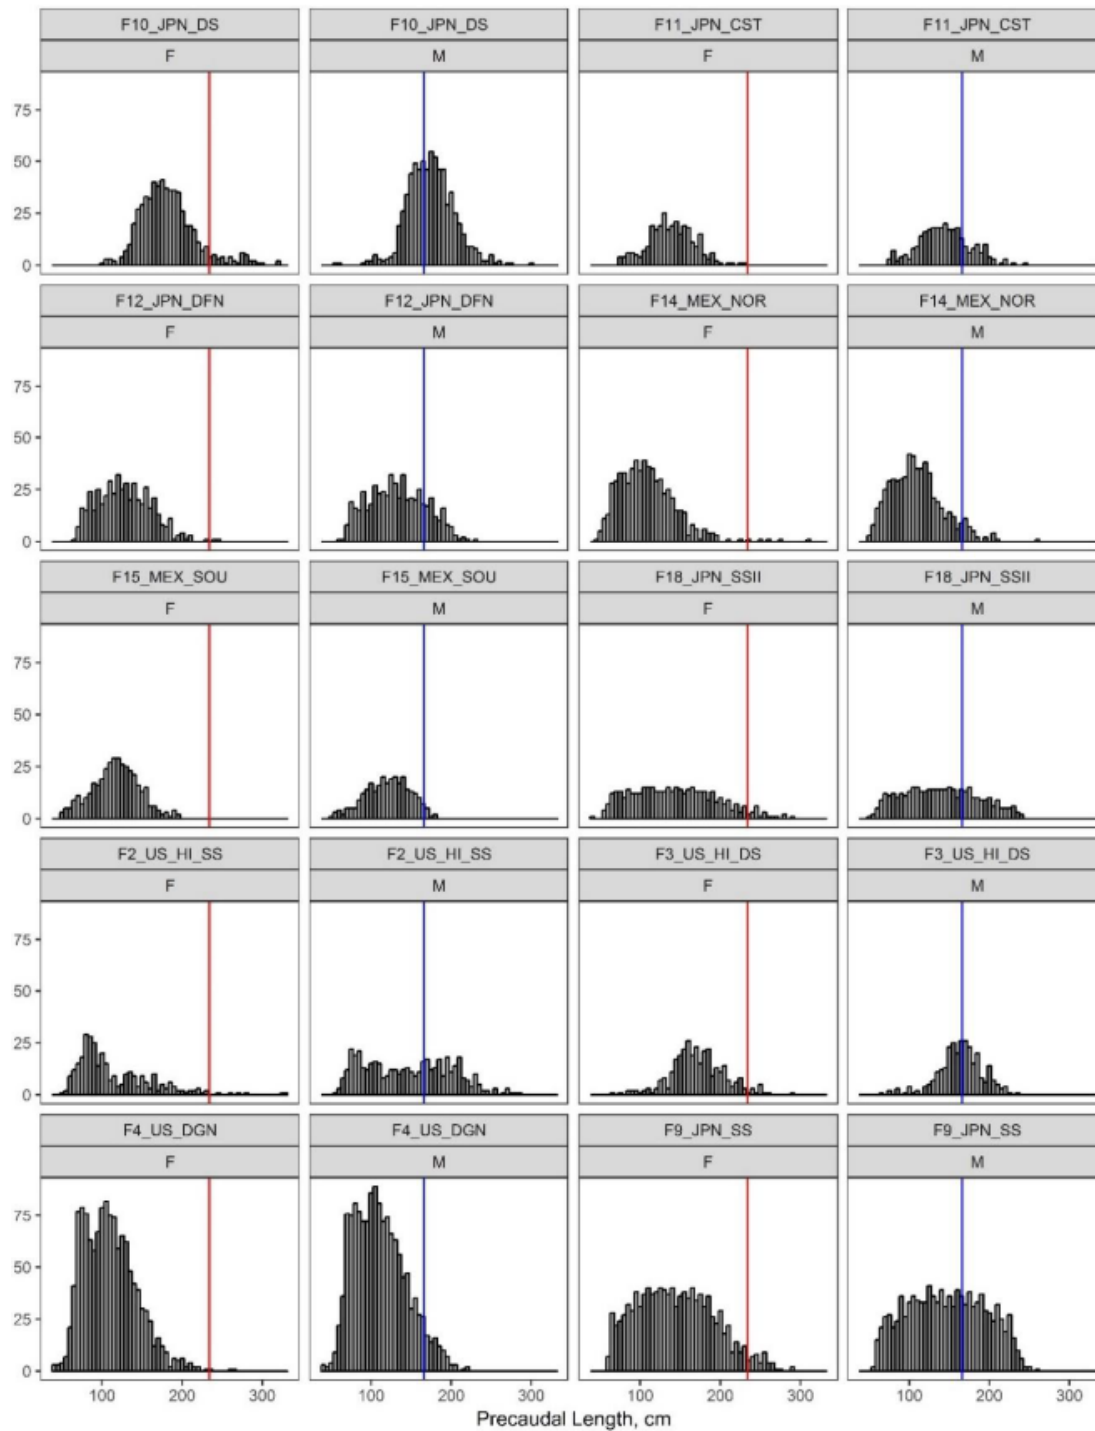 F10_JPN_DS F10_JPN_DS F11_JPN_CST F11_JPN_CST
F M F M
75
50
25
0
F12_JPN_DFN F12_JPN_DFN F14_MEX_NOR F14_MEX_NOR
F M F M
75
50
25
0
F15_MEX_SOU F15_MEX_SOU F18_JPN_SSII F18_JPN_SSII
F M F M
75
50
25
0
F2_US_HI_SS F2_US_HI_SS F3_US_HI_DS F3_US_HI_DS
F M F M
75
50
25
0
F4_US_DGN F4_US_DGN F9_JPN_SS F9_JPN_SS
F M F M
75
50
25
0
100 200 300 100 200 300 100 200 300 100 200 300
Precaudal Length, cm